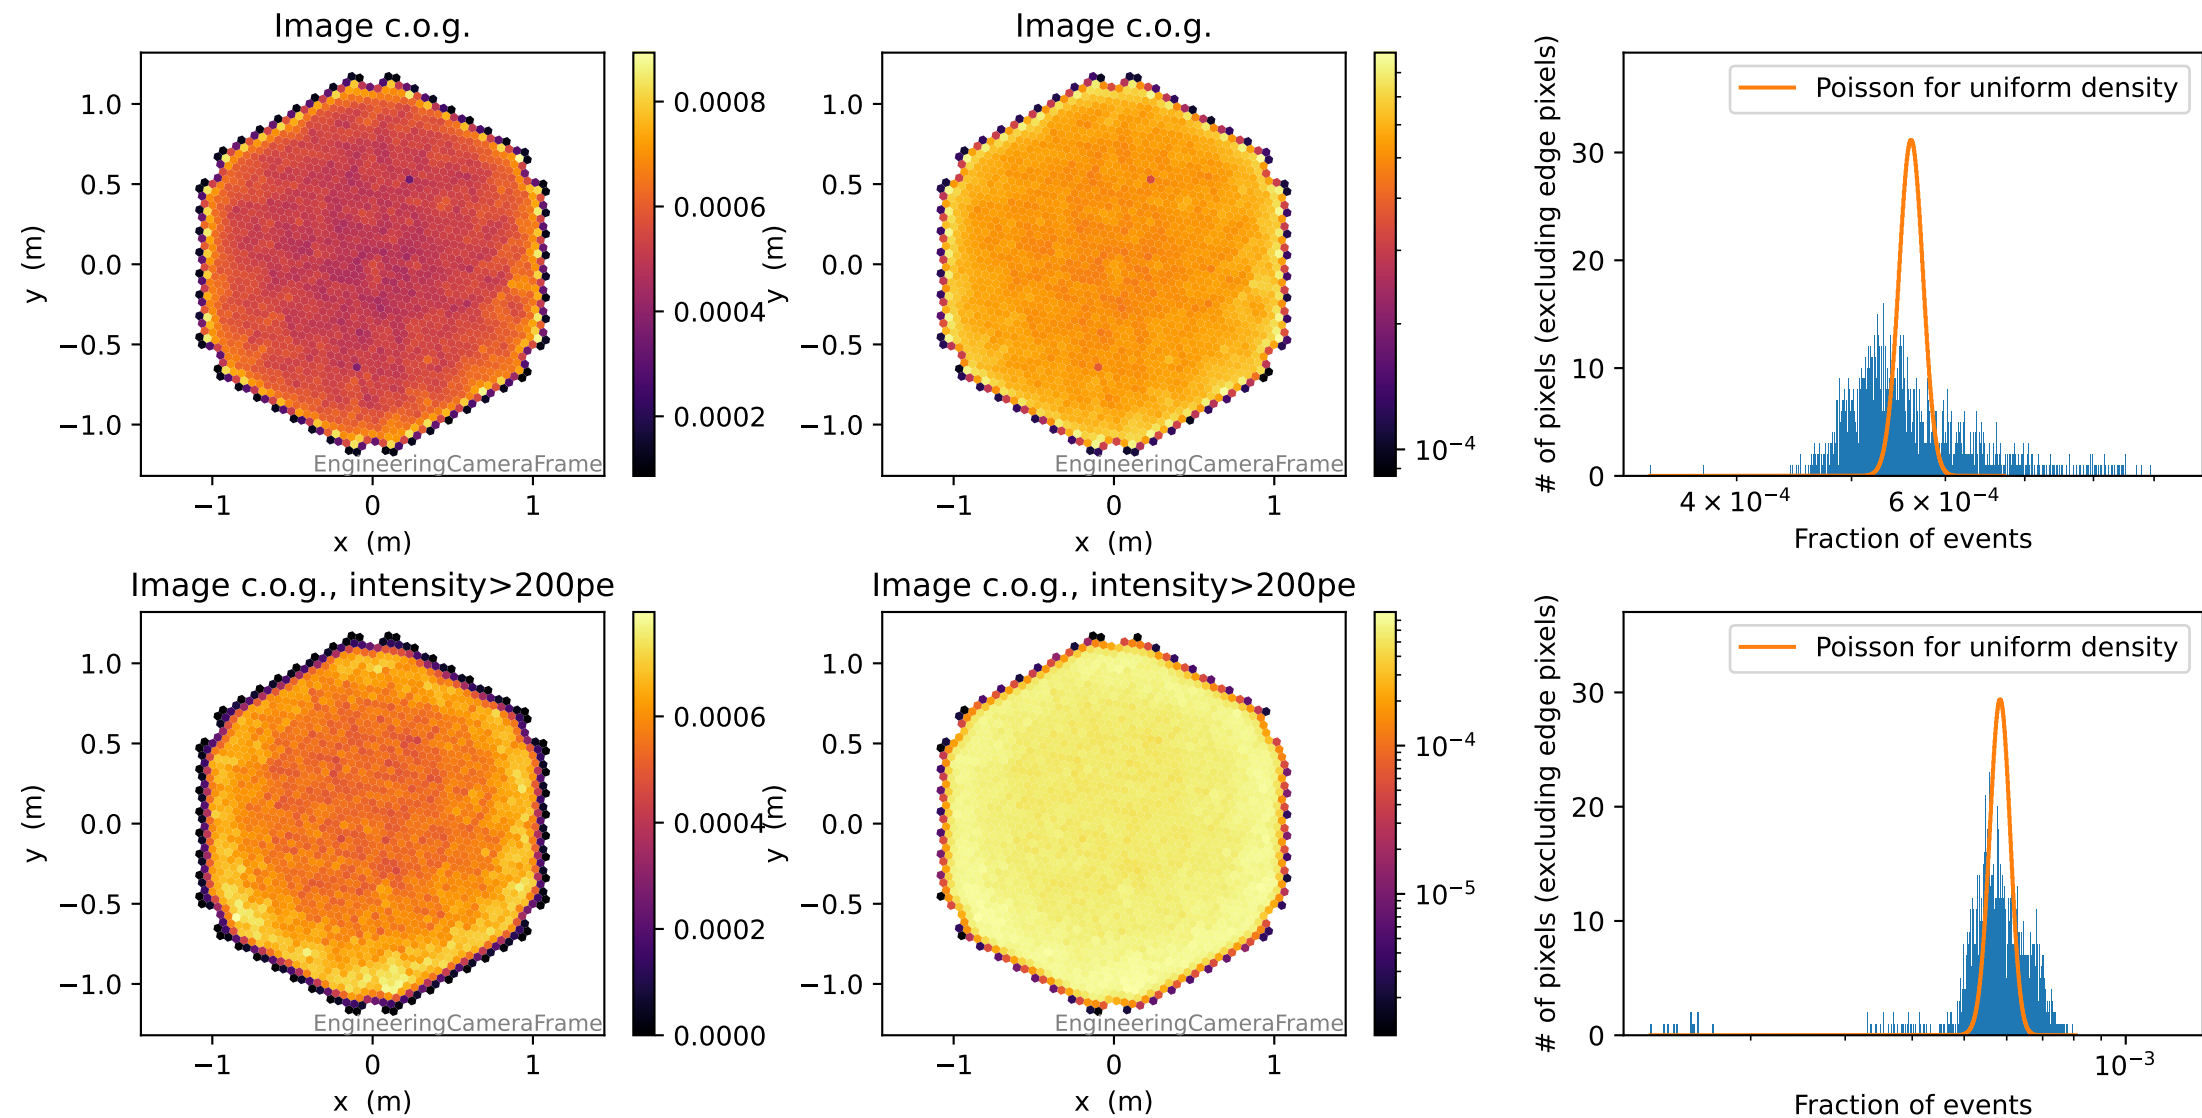 Image c.o.g.
y (m)
1.0
0.5
0.0
−0.5
−1.0
−1
0
1
x (m)
EngineeringCameraFrame
0.0008
0.0006
0.0004
0.0002
Image c.o.g.
y (m)
1.0
0.5
0.0
−0.5
−1.0
−1
0
1
x (m)
EngineeringCameraFrame
10⁻⁴
# of pixels (excluding edge pixels)
30
20
10
0
Poisson for uniform density
4 × 10⁻⁴
6 × 10⁻⁴
Fraction of events
Image c.o.g., intensity>200pe
y (m)
1.0
0.5
0.0
−0.5
−1.0
−1
0
1
x (m)
EngineeringCameraFrame
0.0006
0.0004
0.0002
0.0000
Image c.o.g., intensity>200pe
y (m)
1.0
0.5
0.0
−0.5
−1.0
−1
0
1
x (m)
EngineeringCameraFrame
10⁻⁴
10⁻⁵
# of pixels (excluding edge pixels)
30
20
10
0
Poisson for uniform density
10⁻³
Fraction of events